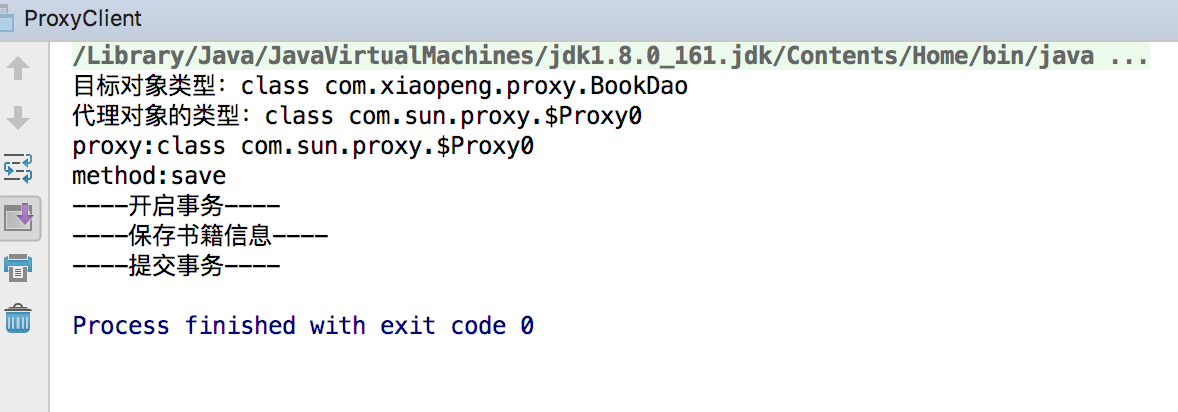 ProxyClient
/Library/Java/JavaVirtualMachines/jdk1.8.0_161.jdk/Contents/Home/bin/java ...
目标对象类型：class com.xiaopeng.proxy.BookDao
代理对象的类型：class com.sun.proxy.$Proxy0
proxy:class com.sun.proxy.$Proxy0
method:save
----开启事务----
----保存书籍信息----
----提交事务----
Process finished with exit code 0